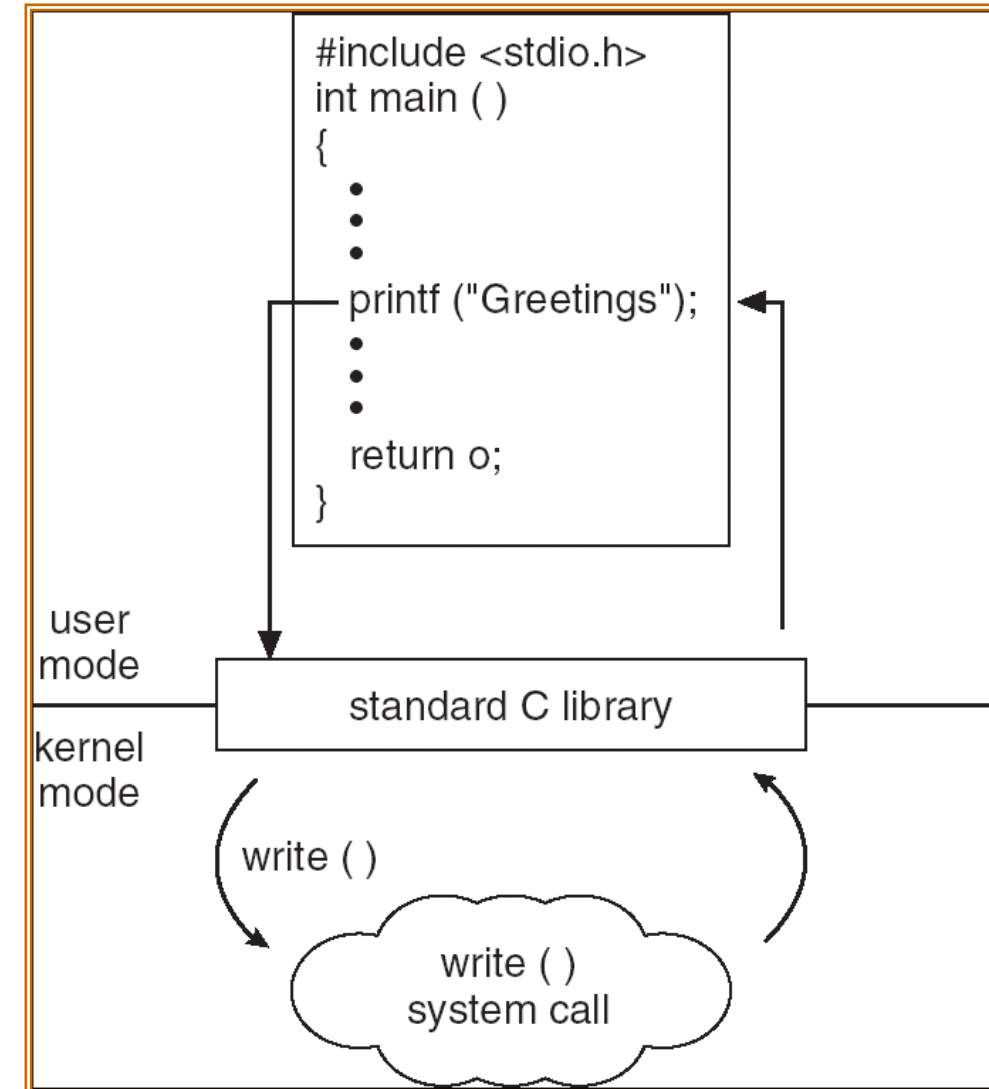 #include <stdio.h>
int main ( )
{
•
•
•
printf ("Greetings");
•
•
•
return o;
}
user
mode
standard C library
kernel
mode
write ( )
write ( )
system call